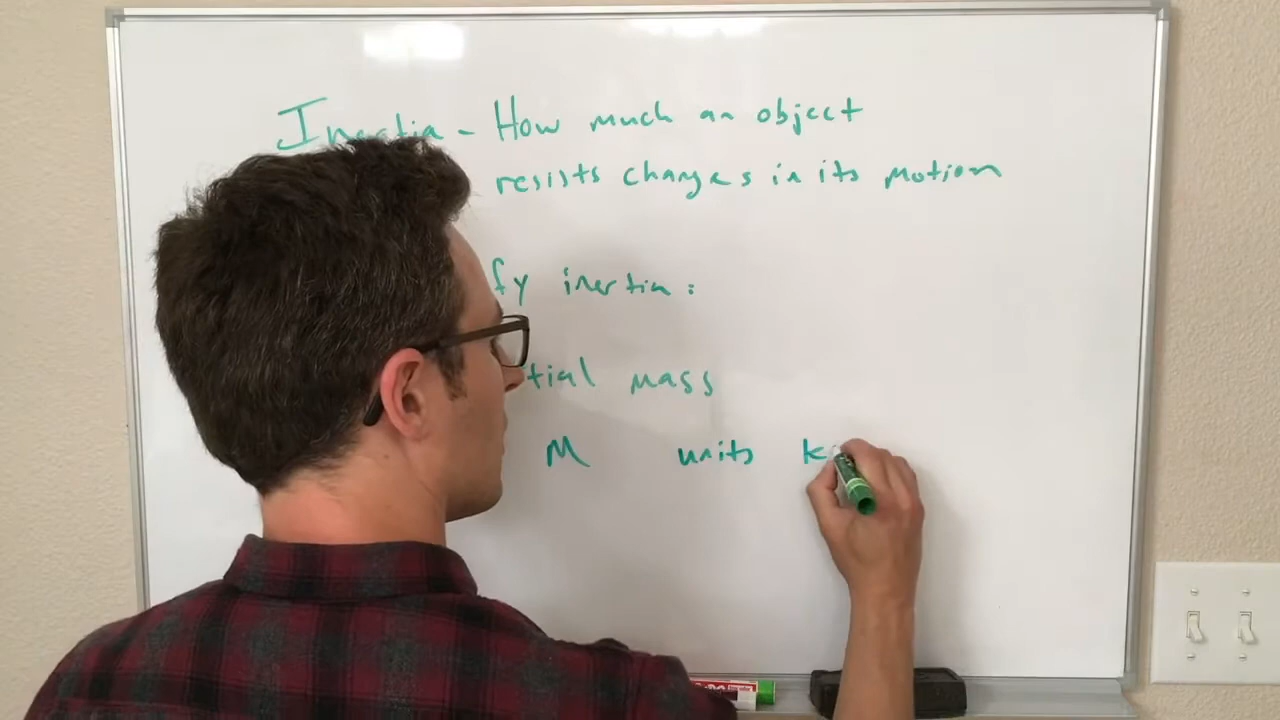 Inertia - How much an object
resists changes in its motion
fy inertia:
tial mass
M units k